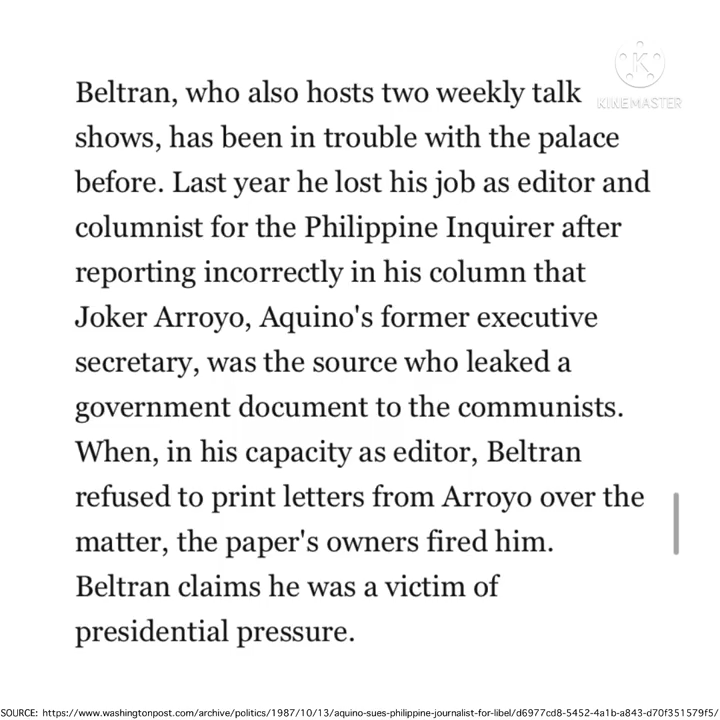 KINEMASTER
Beltran, who also hosts two weekly talk
shows, has been in trouble with the palace
before. Last year he lost his job as editor and
columnist for the Philippine Inquirer after
reporting incorrectly in his column that
Joker Arroyo, Aquino's former executive
secretary, was the source who leaked a
government document to the communists.
When, in his capacity as editor, Beltran
refused to print letters from Arroyo over the
matter, the paper's owners fired him.
Beltran claims he was a victim of
presidential pressure.
SOURCE: https://www.washingtonpost.com/archive/politics/1987/10/13/aquino-sues-philippine-journalist-for-libel/d6977cd8-5452-4a1b-a843-d70f351579f5/